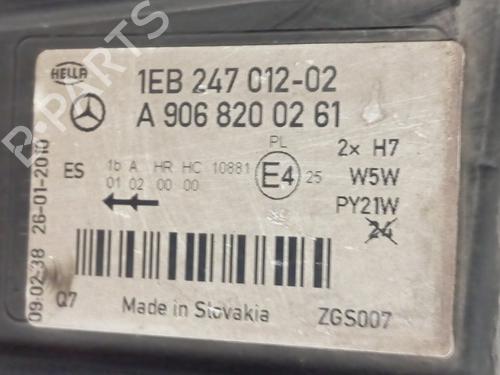 HELLA
1EB 247 012-02
A 906 820 02 61
ES
1b A HR HC 10881
01 02 00 00
PL
E4 25
2x H7
W5W
PY21W
24
09:02:38 26-01-2010
Q7
Made in Slovakia
ZGS007
B-PARTS